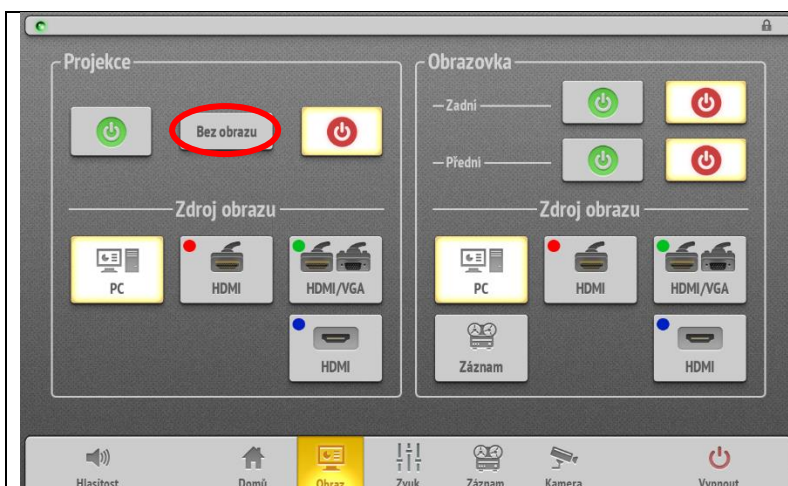 Projekce
Bez obrazu
Zdroj obrazu
PC
HDMI
HDMI/VGA
HDMI
Obrazovka
Zadní
Přední
Zdroj obrazu
PC
HDMI
HDMI/VGA
Záznam
HDMI
Hlasitost
Domů
Obraz
Zvuk
Záznam
Kamera
Vypnout